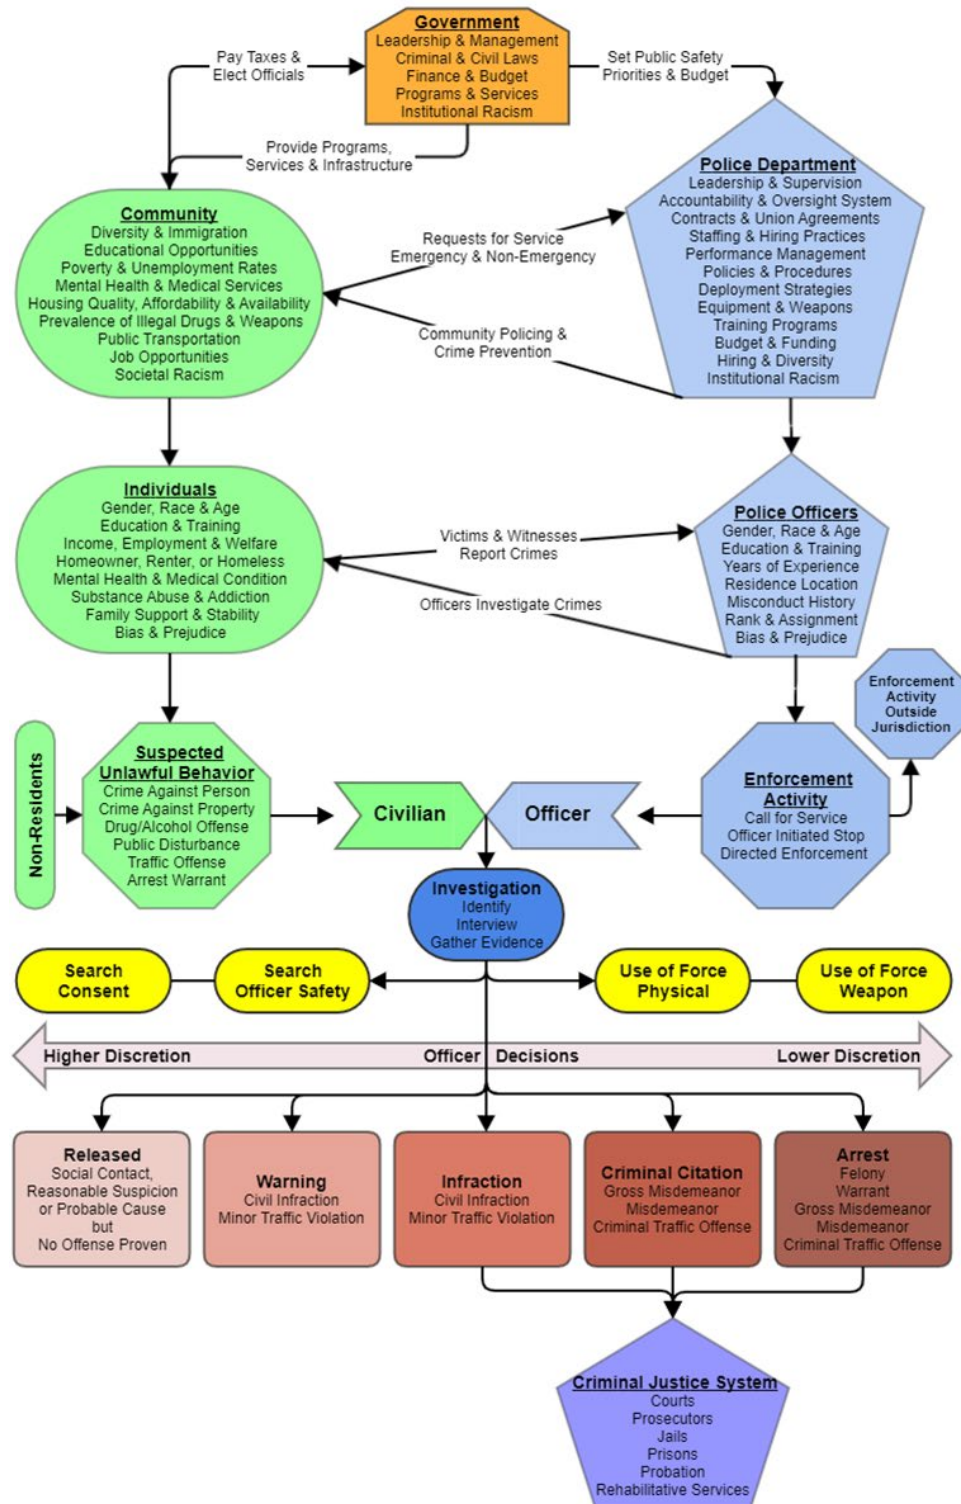 Government
Leadership & Management
Criminal & Civil Laws
Finance & Budget
Programs & Services
Institutional Racism
Pay Taxes &
Elect Officials
Set Public Safety
Priorities & Budget
Provide Programs,
Services & Infrastructure
Community
Diversity & Immigration
Educational Opportunities
Poverty & Unemployment Rates
Mental Health & Medical Services
Housing Quality, Affordability & Availability
Prevalence of Illegal Drugs & Weapons
Public Transportation
Job Opportunities
Societal Racism
Requests for Service
Emergency & Non-Emergency
Community Policing &
Crime Prevention
Police Department
Leadership & Supervision
Accountability & Oversight System
Contracts & Union Agreements
Staffing & Hiring Practices
Performance Management
Policies & Procedures
Deployment Strategies
Equipment & Weapons
Training Programs
Budget & Funding
Hiring & Diversity
Institutional Racism
Individuals
Gender, Race & Age
Education & Training
Income, Employment & Welfare
Homeowner, Renter, or Homeless
Mental Health & Medical Condition
Substance Abuse & Addiction
Family Support & Stability
Bias & Prejudice
Victims & Witnesses
Report Crimes
Officers Investigate Crimes
Police Officers
Gender, Race & Age
Education & Training
Years of Experience
Residence Location
Misconduct History
Rank & Assignment
Bias & Prejudice
Enforcement
Activity
Outside
Jurisdiction
Non-Residents
Suspected
Unlawful Behavior
Crime Against Person
Crime Against Property
Drug/Alcohol Offense
Public Disturbance
Traffic Offense
Arrest Warrant
Civilian
Officer
Enforcement
Activity
Call for Service
Officer Initiated Stop
Directed Enforcement
Investigation
Identify
Interview
Gather Evidence
Search
Consent
Search
Officer Safety
Use of Force
Physical
Use of Force
Weapon
Higher Discretion
Officer Decisions
Lower Discretion
Released
Social Contact,
Reasonable Suspicion
or Probable Cause
but
No Offense Proven
Warning
Civil Infraction
Minor Traffic Violation
Infraction
Civil Infraction
Minor Traffic Violation
Criminal Citation
Gross Misdemeanor
Misdemeanor
Criminal Traffic Offense
Arrest
Felony
Warrant
Gross Misdemeanor
Misdemeanor
Criminal Traffic Offense
Criminal Justice System
Courts
Prosecutors
Jails
Prisons
Probation
Rehabilitative Services